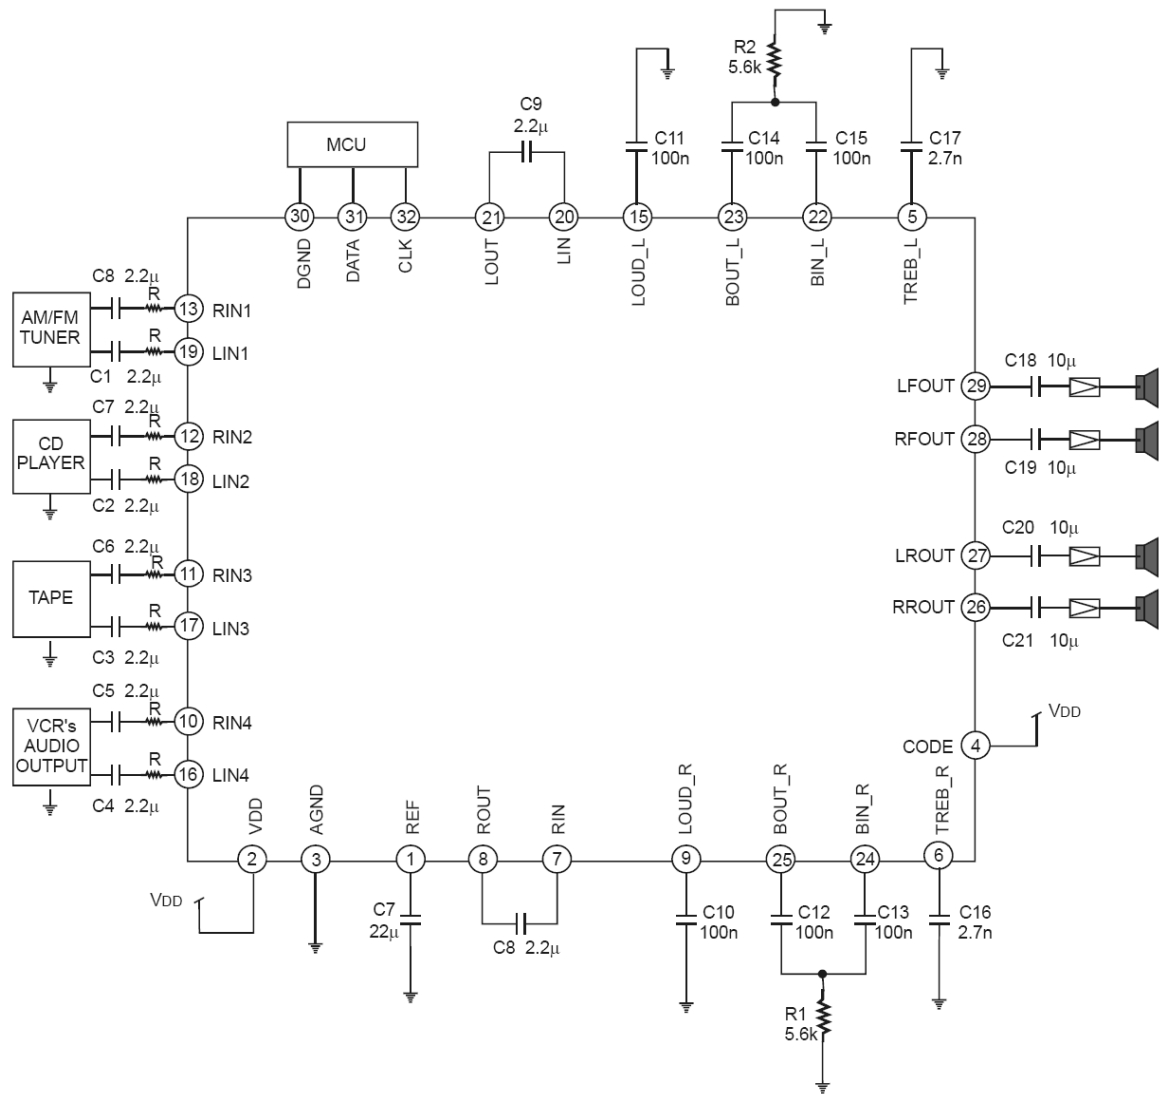 R2
5.6k
C9
2.2μ
MCU
C11
100n
C14
100n
C15
100n
C17
2.7n
30
31
32
21
20
15
23
22
5
DGND
DATA
CLK
LOUT
LIN
LOUD_L
BOUT_L
BIN_L
TREB_L
C8 2.2μ
R
AM/FM
TUNER
13
RIN1
R
19
LIN1
C1 2.2μ
C7 2.2μ
R
CD
PLAYER
12
RIN2
R
18
LIN2
C2 2.2μ
C6 2.2μ
R
TAPE
11
RIN3
R
17
LIN3
C3 2.2μ
C5 2.2μ
R
VCR's
AUDIO
OUTPUT
10
RIN4
R
16
LIN4
C4 2.2μ
C18 10μ
LFOUT
29
RFOUT
28
C19 10μ
C20 10μ
LROUT
27
RROUT
26
C21 10μ
VDD
CODE
4
VDD
AGND
REF
ROUT
RIN
LOUD_R
BOUT_R
BIN_R
TREB_R
2
3
1
8
7
9
25
24
6
VDD
C7
22μ
C8 2.2μ
C10
100n
C12
100n
C13
100n
C16
2.7n
R1
5.6k